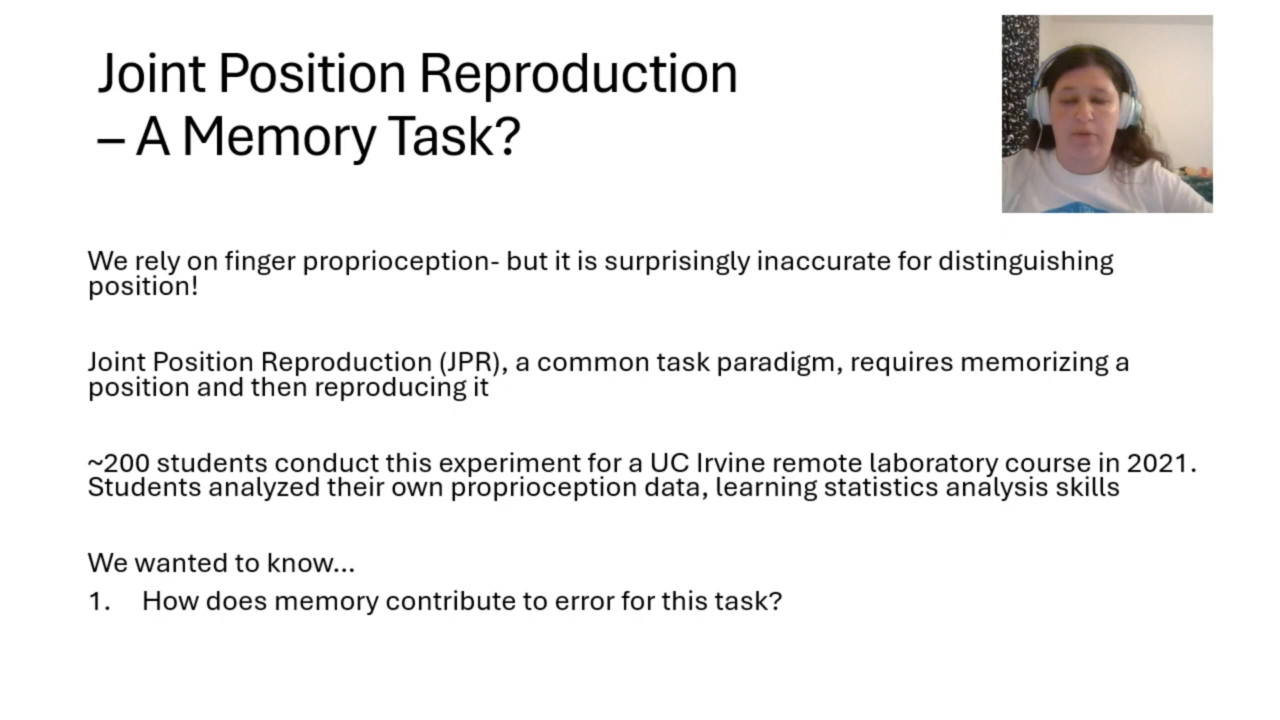 Joint Position Reproduction
– A Memory Task?
We rely on finger proprioception- but it is surprisingly inaccurate for distinguishing
position!
Joint Position Reproduction (JPR), a common task paradigm, requires memorizing a
position and then reproducing it
~200 students conduct this experiment for a UC Irvine remote laboratory course in 2021.
Students analyzed their own proprioception data, learning statistics analysis skills
We wanted to know...
1. How does memory contribute to error for this task?